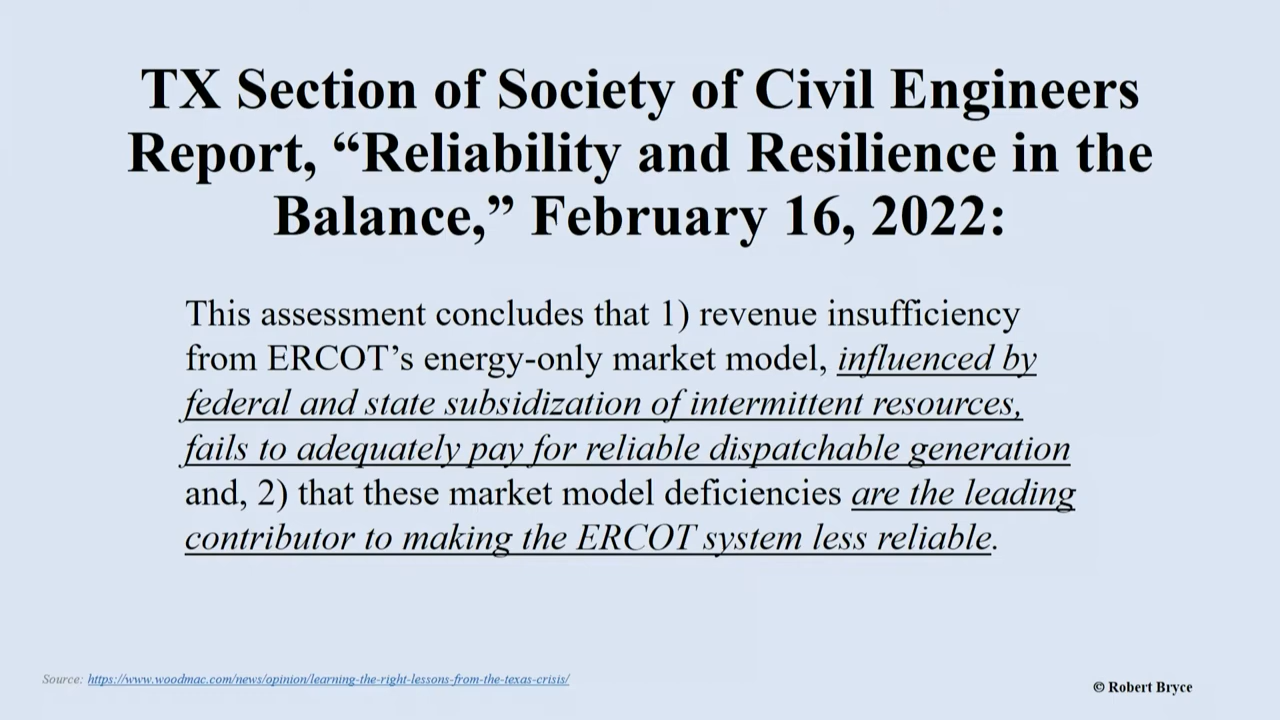 TX Section of Society of Civil Engineers
Report, “Reliability and Resilience in the
Balance,” February 16, 2022:
This assessment concludes that 1) revenue insufficiency
from ERCOT’s energy-only market model, influenced by
federal and state subsidization of intermittent resources,
fails to adequately pay for reliable dispatchable generation
and, 2) that these market model deficiencies are the leading
contributor to making the ERCOT system less reliable.
Source: https://www.woodmac.com/news/opinion/learning-the-right-lessons-from-the-texas-crisis/
© Robert Bryce